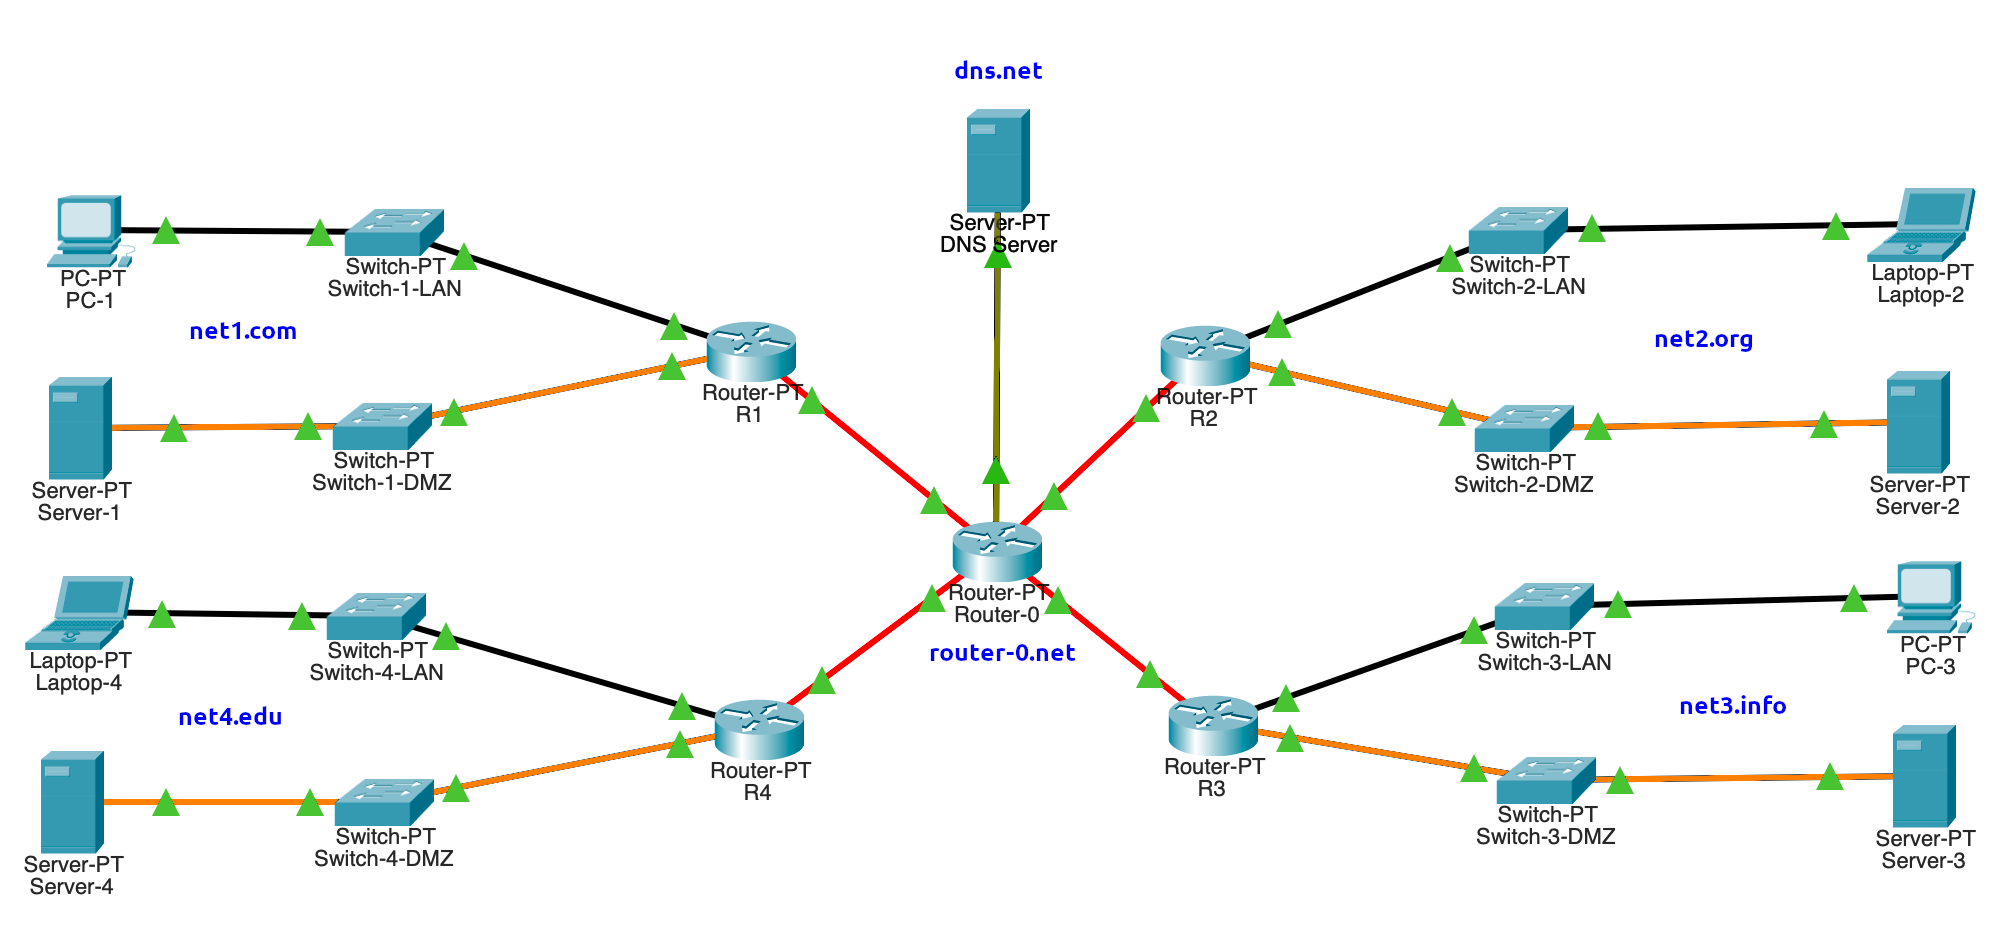 dns.net
Server-PT
DNS Server
PC-PT
PC-1
Switch-PT
Switch-1-LAN
net1.com
Server-PT
Server-1
Switch-PT
Switch-1-DMZ
Router-PT
R1
Switch-PT
Switch-2-LAN
Laptop-PT
Laptop-2
Router-PT
R2
net2.org
Switch-PT
Switch-2-DMZ
Server-PT
Server-2
Router-PT
Router-0
router-0.net
Laptop-PT
Laptop-4
Switch-PT
Switch-4-LAN
net4.edu
Router-PT
R4
Server-PT
Server-4
Switch-PT
Switch-4-DMZ
Switch-PT
Switch-3-LAN
PC-PT
PC-3
net3.info
Router-PT
R3
Switch-PT
Switch-3-DMZ
Server-PT
Server-3